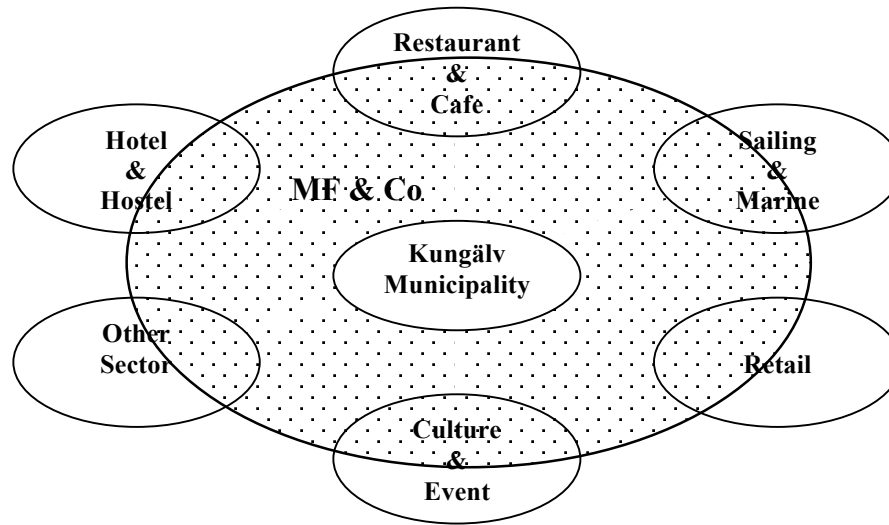 Restaurant
&
Cafe
Hotel
&
Hostel
Sailing
&
Marine
MF & Co
Kungälv
Municipality
Other
Sector
Retail
Culture
&
Event